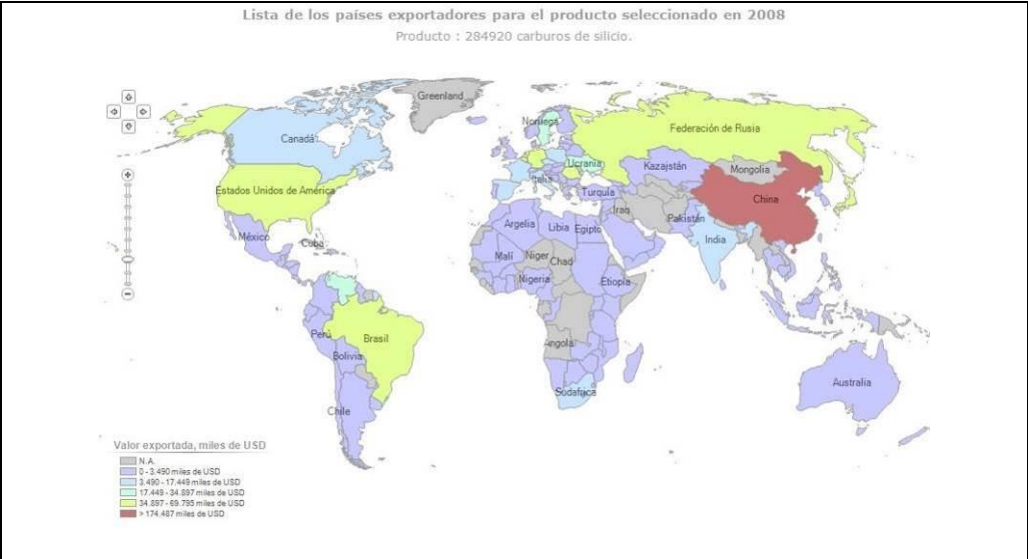 Lista de los países exportadores para el producto seleccionado en 2008
Producto : 284920 carburos de silicio.
Greenland
Noruega
Federación de Rusia
Canadá
Ucrania
Kazajstán
Mongolia
Italia
Estados Unidos de América
Turquía
China
Iraq
Pakistán
Argelia
Libia
Egipto
México
Cuba
India
Malí
Niger
Chad
Nigeria
Etiopia
Perú
Brasil
Angola
Bolivia
Australia
Sudafrica
Chile
Valor exportada, miles de USD
N.A.
0 - 3.490 miles de USD
3.490 - 17.449 miles de USD
17.449 - 34.897 miles de USD
34.897 - 69.795 miles de USD
> 174.487 miles de USD